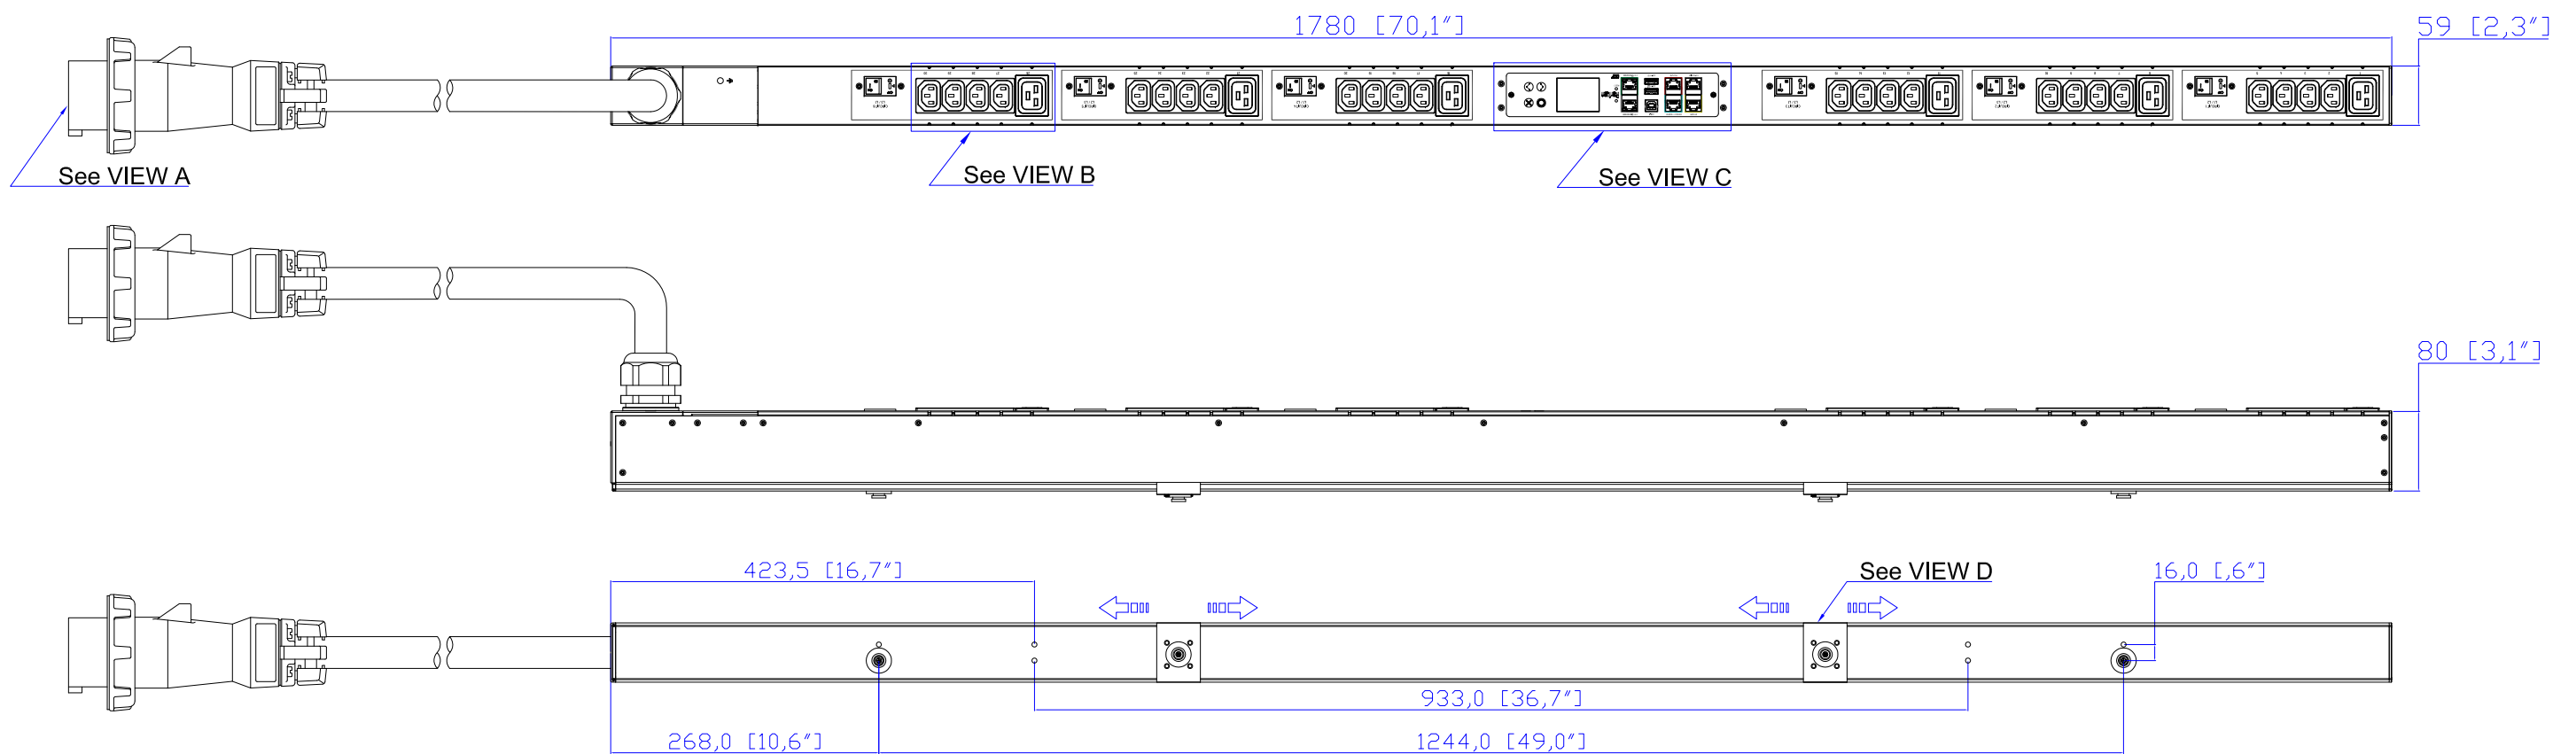 1780 [70,1"]
59 [2,3"]
See VIEW A
See VIEW B
See VIEW C
80 [3,1"]
423,5 [16,7"]
See VIEW D
16,0 [,6"]
933,0 [36,7"]
268,0 [10,6"]
1244,0 [49,0"]